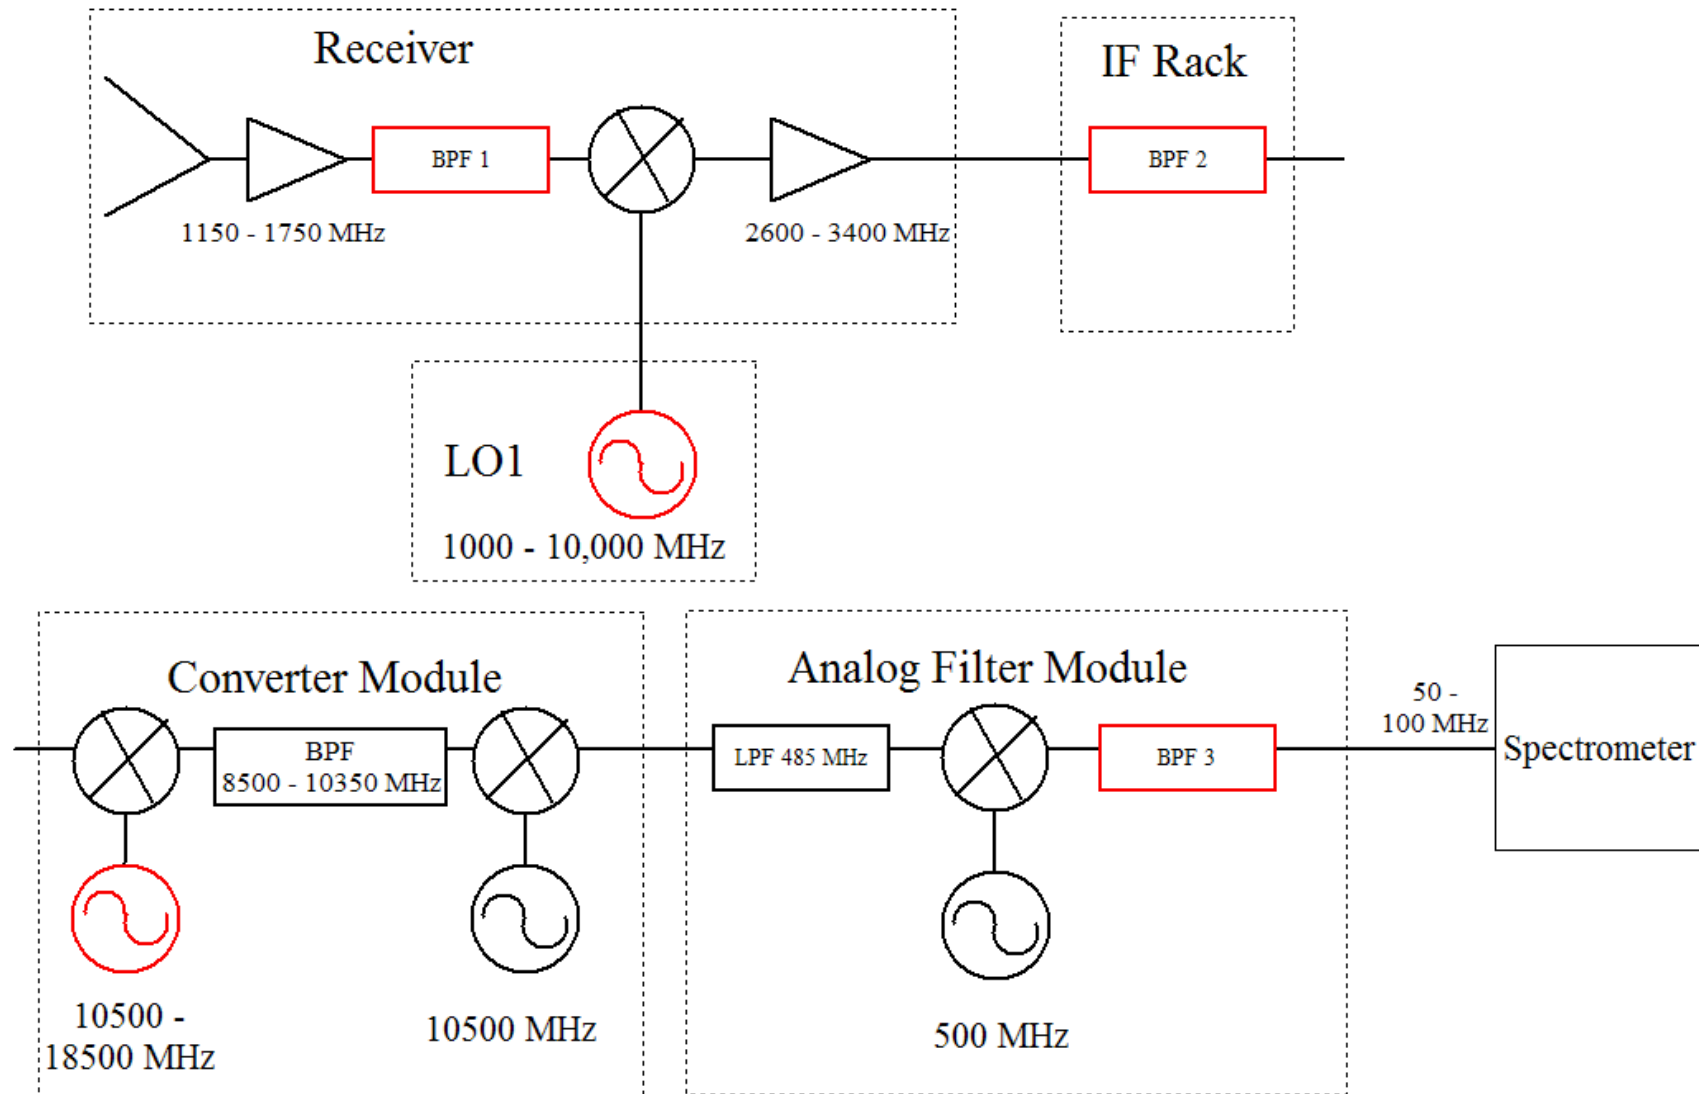 Receiver
IF Rack
BPF 1
BPF 2
1150 - 1750 MHz
2600 - 3400 MHz
LO1
1000 - 10,000 MHz
Converter Module
Analog Filter Module
50 -
100 MHz
BPF
8500 - 10350 MHz
LPF 485 MHz
BPF 3
Spectrometer
10500 -
18500 MHz
10500 MHz
500 MHz